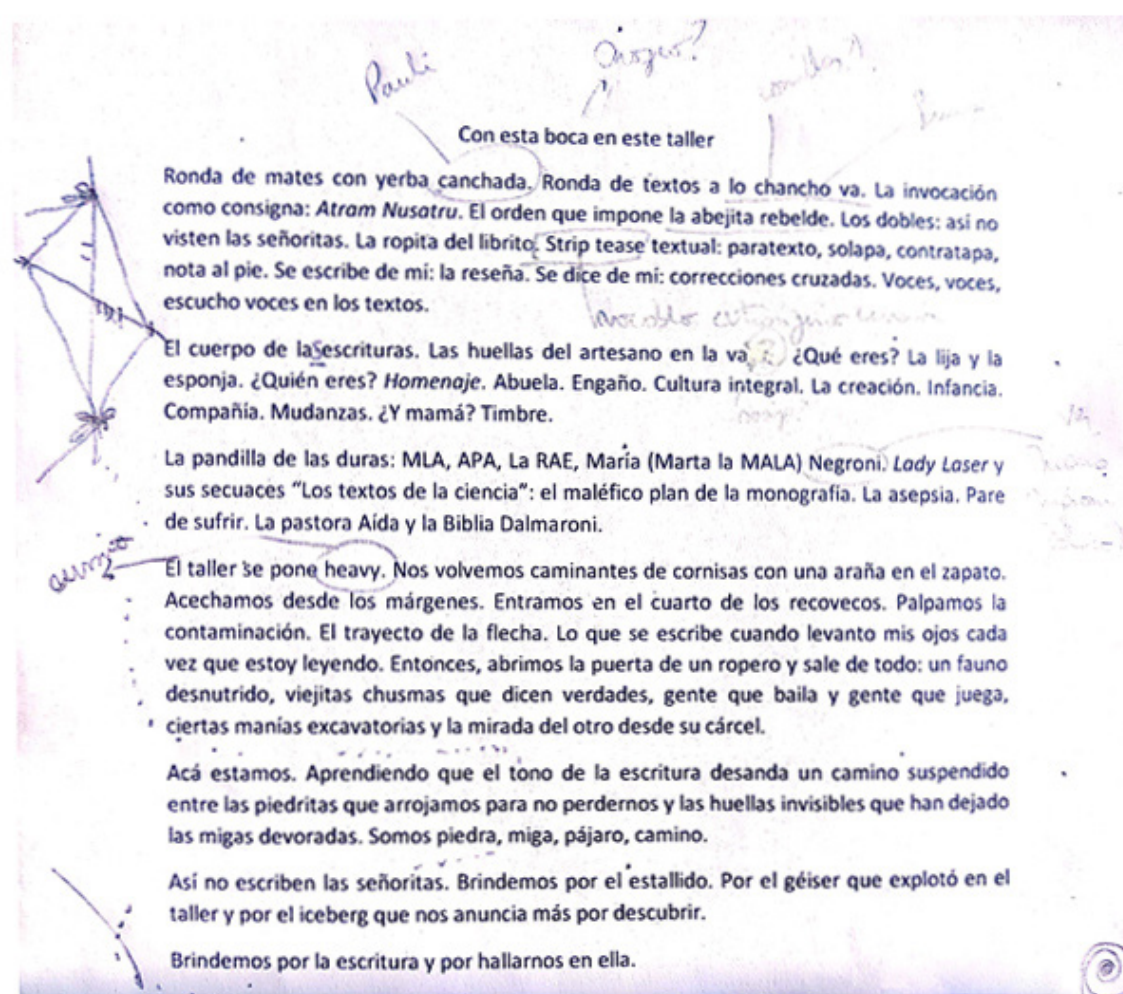 Pauli
Con esta boca en este taller
Ronda de mates con yerba canchada. Ronda de textos a lo chancho va. La invocación
como consigna: Atram Nusatru. El orden que impone la abejita rebelde. Los dobles: así no
visten las señoritas. La ropita del librito. Strip tease textual: paratexto, solapa, contratapa,
nota al pie. Se escribe de mi: la reseña. Se dice de mi: correcciones cruzadas. Voces, voces,
escucho voces en los textos.
El cuerpo de laSescrituras. Las huellas del artesano en la va ¿Qué eres? La lija y la
esponja. ¿Quién eres? Homenaje. Abuela. Engaño. Cultura integral. La creación. Infancia.
Compañía. Mudanzas. ¿Y mamá? Timbre.
La pandilla de las duras: MLA, APA, La RAE, María (Marta la MALA) Negroni. Lady Laser y
sus secuaces “Los textos de la ciencia”: el maléfico plan de la monografía. La asepsia. Pare
de sufrir. La pastora Aída y la Biblia Dalmaroni.
El taller se pone heavy. Nos volvemos caminantes de cornisas con una araña en el zapato.
Acechamos desde los márgenes. Entramos en el cuarto de los recovecos. Palpamos la
contaminación. El trayecto de la flecha. Lo que se escribe cuando levanto mis ojos cada
vez que estoy leyendo. Entonces, abrimos la puerta de un ropero y sale de todo: un fauno
desnutrido, viejitas chusmas que dicen verdades, gente que baila y gente que juega,
ciertas manías excavatorias y la mirada del otro desde su cárcel.
Acá estamos. Aprendiendo que el tono de la escritura desanda un camino suspendido
entre las piedritas que arrojamos para no perdernos y las huellas invisibles que han dejado
las migas devoradas. Somos piedra, miga, pájaro, camino.
Así no escriben las señoritas. Brindemos por el estallido. Por el géiser que explotó en el
taller y por el iceberg que nos anuncia más por descubrir.
Brindemos por la escritura y por hallarnos en ella.